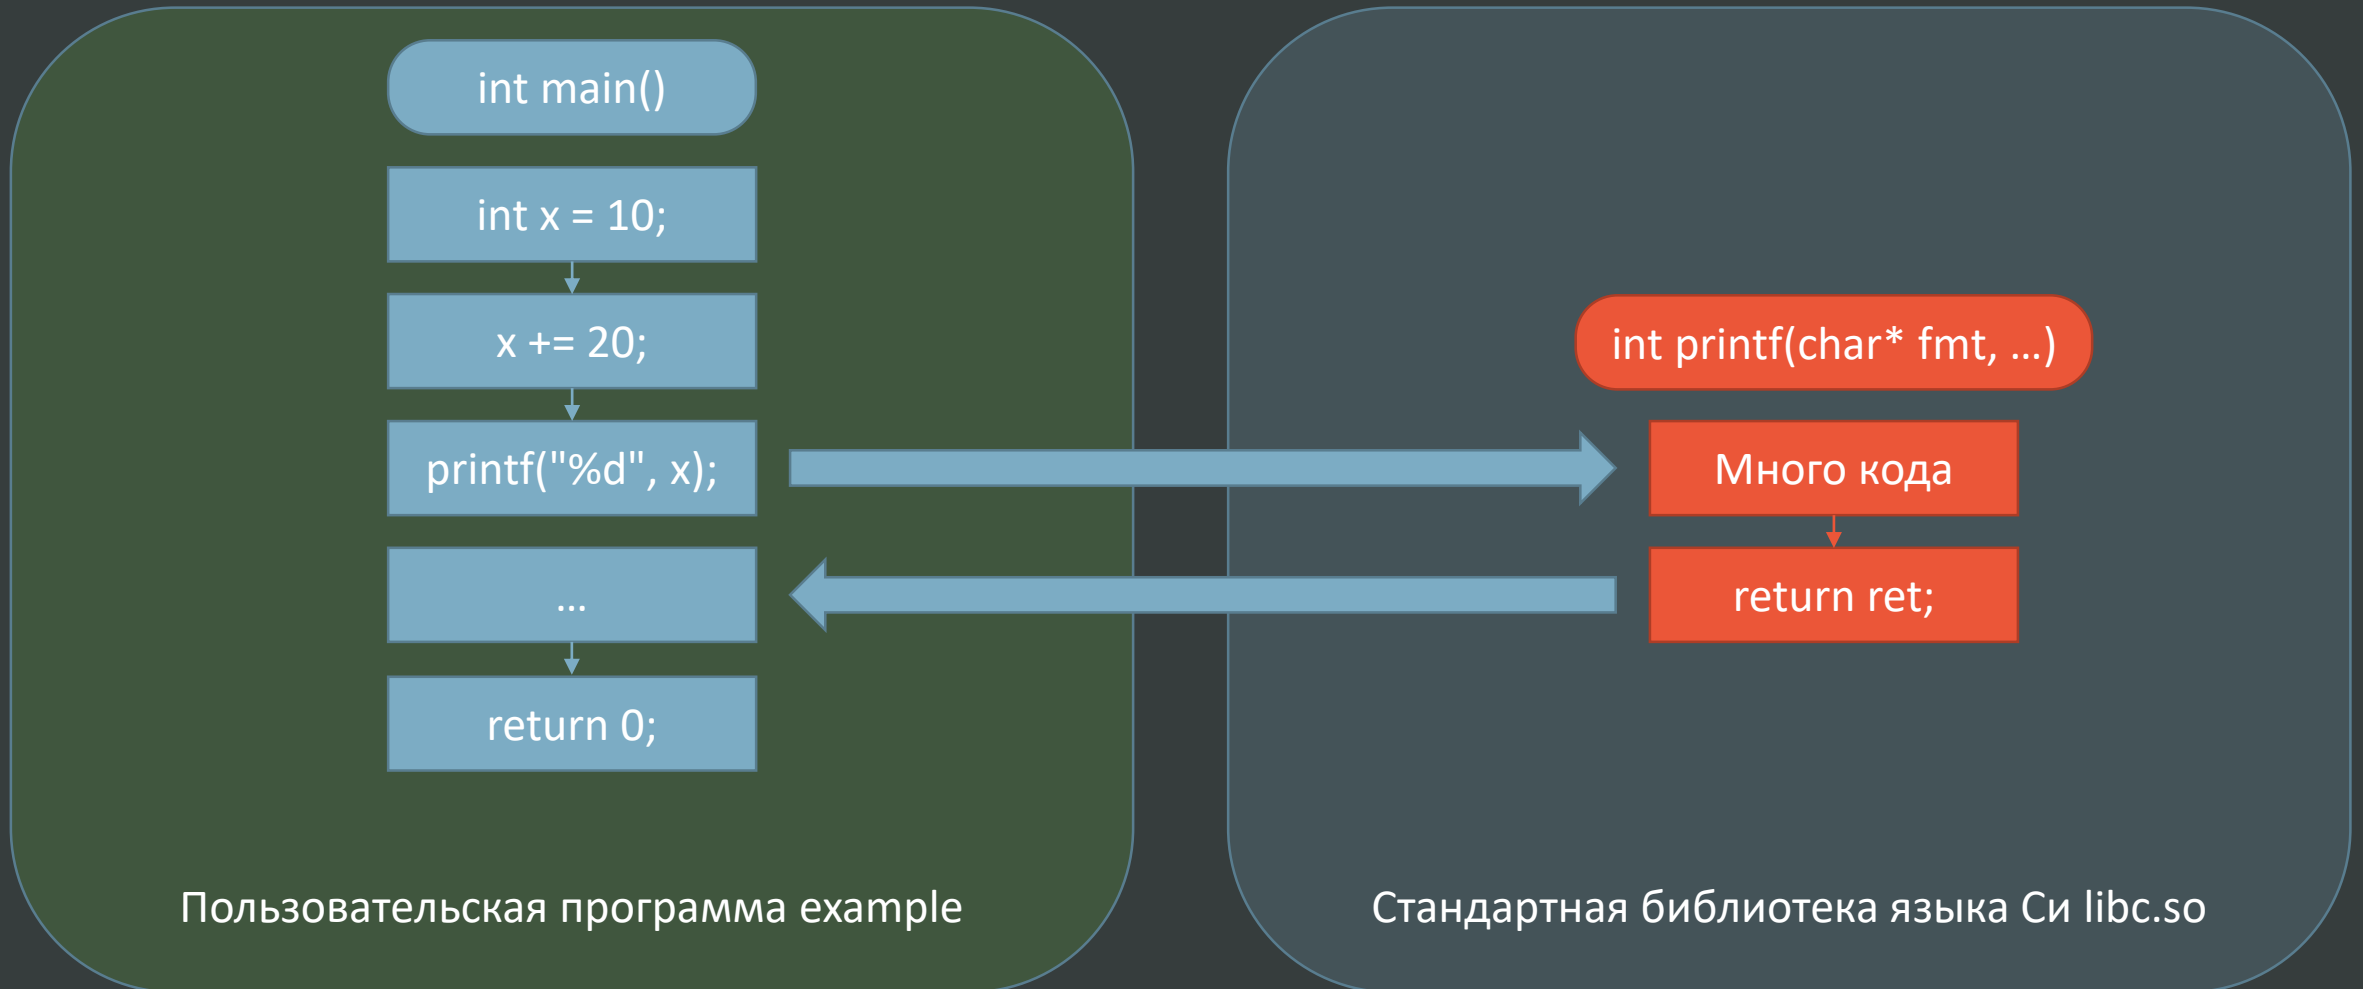 int main()
int x = 10;
x += 20;
printf("%d", x);
...
return 0;
Пользовательская программа example
int printf(char* fmt, ...)
Много кода
return ret;
Стандартная библиотека языка Си libc.so